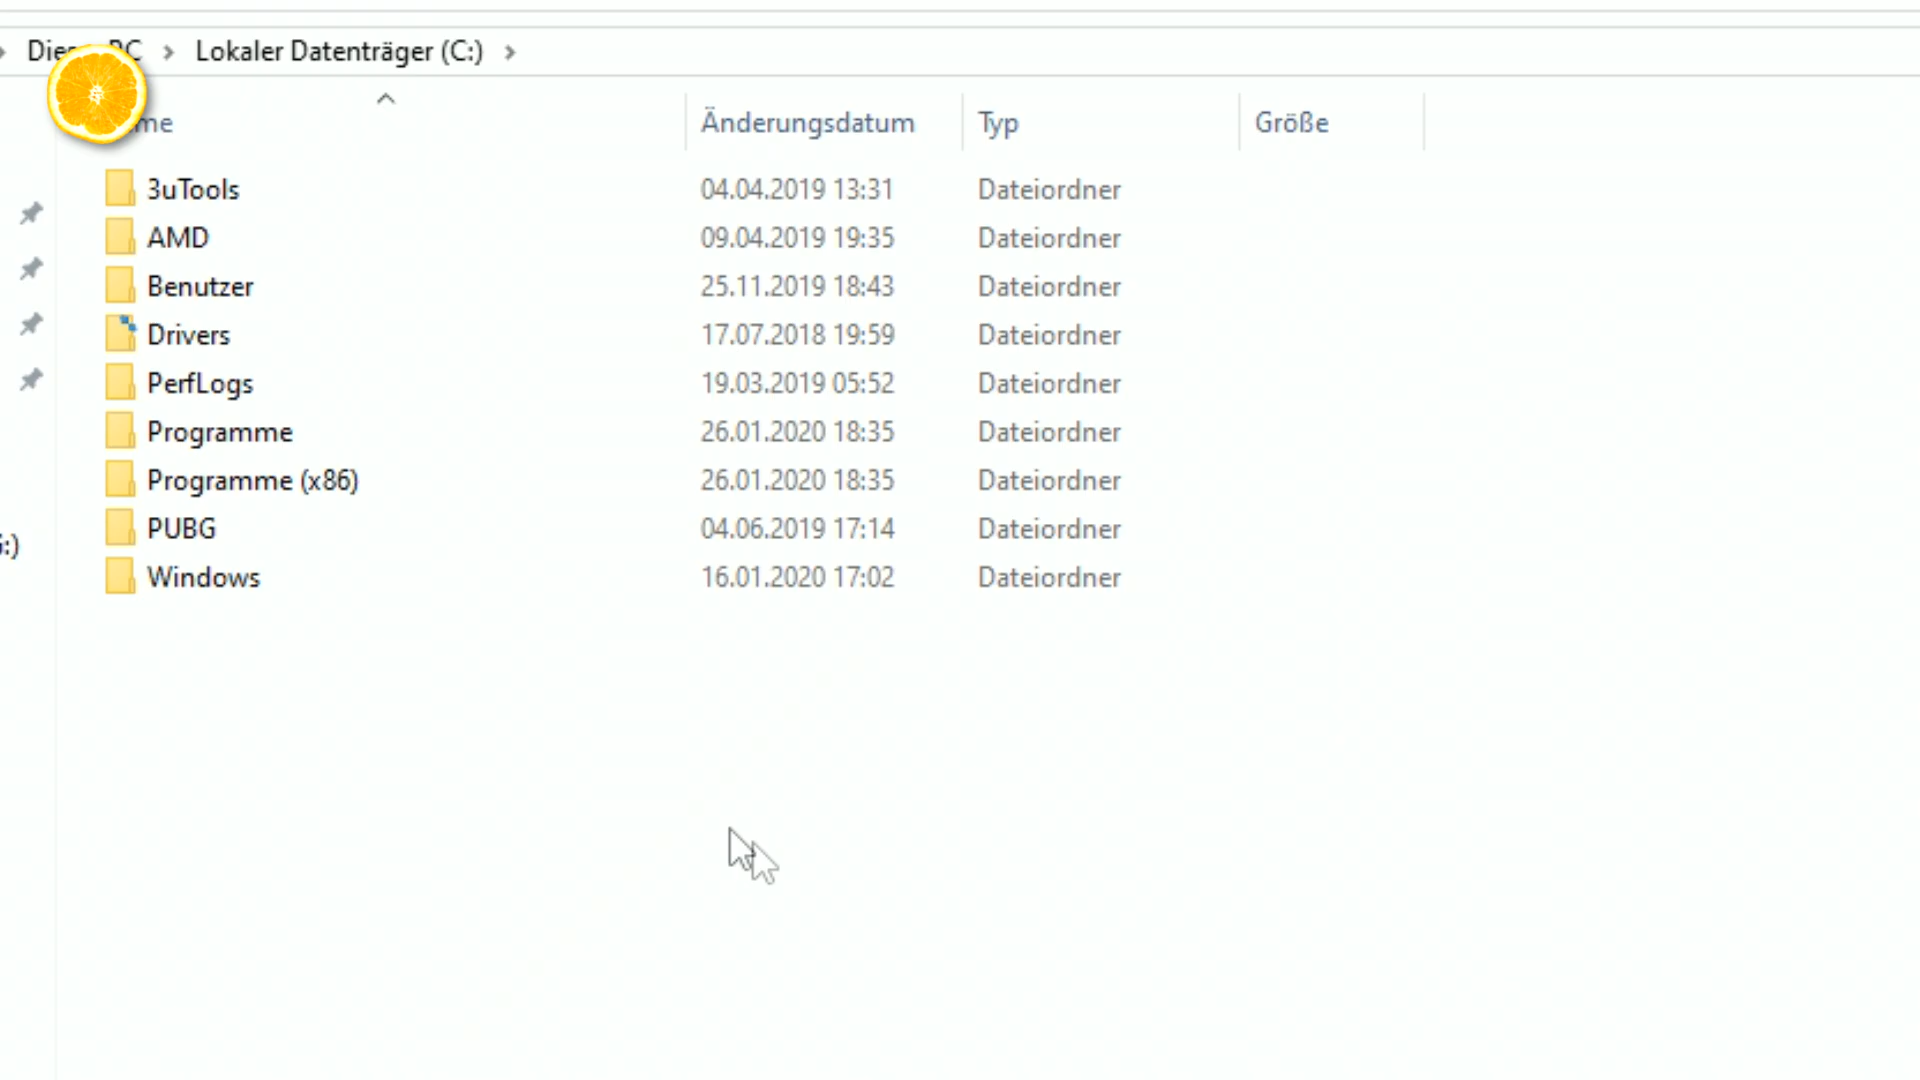 PC > Lokaler Datenträger (C:) >
Änderungsdatum Typ Größe
3uTools 04.04.2019 13:31 Dateiordner
AMD 09.04.2019 19:35 Dateiordner
Benutzer 25.11.2019 18:43 Dateiordner
Drivers 17.07.2018 19:59 Dateiordner
PerfLogs 19.03.2019 05:52 Dateiordner
Programme 26.01.2020 18:35 Dateiordner
Programme (x86) 26.01.2020 18:35 Dateiordner
PUBG 04.06.2019 17:14 Dateiordner
Windows 16.01.2020 17:02 Dateiordner